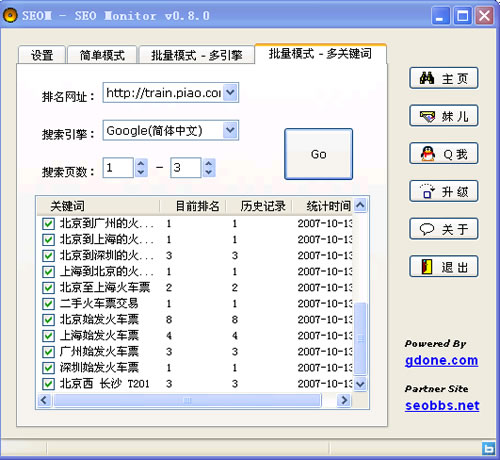 SEOM - SEO Monitor v0.8.0
设置 简单模式 批量模式 - 多引擎 批量模式 - 多关键词
排名网址： http://train.piao.com
搜索引擎： Google(简体中文)
搜索页数： 1 - 3
Go
关键词 目前排名 历史记录 统计时间
北京到广州的火... 1 1 2007-10-13
北京到上海的火... 1 1 2007-10-13
北京到深圳的火... 3 3 2007-10-13
上海到北京的火... 1 1 2007-10-13
北京至上海火车票 2 2 2007-10-13
二手火车票交易 1 1 2007-10-13
北京始发火车票 8 8 2007-10-13
上海始发火车票 4 4 2007-10-13
广州始发火车票 3 3 2007-10-13
深圳始发火车票 1 1 2007-10-13
北京西 长沙 T201 3 3 2007-10-13
主页
妹儿
Q我
升级
关于
退出
Powered By
gdone.com
Partner Site
seobbs.net